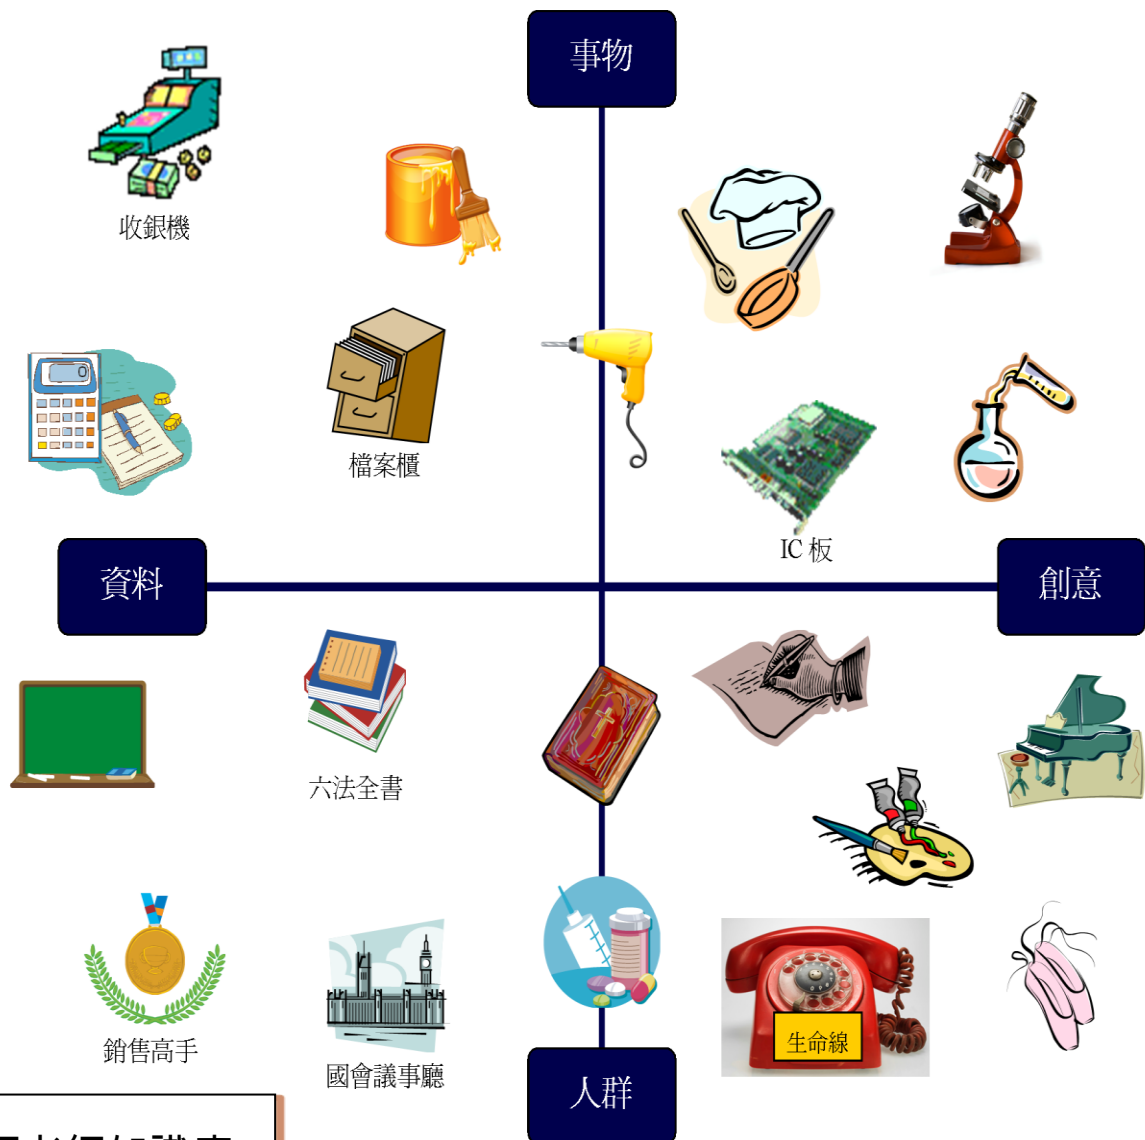 事物
收銀機
檔案櫃
IC 板
資料
創意
六法全書
生命線
銷售高手
國會議事廳
人群